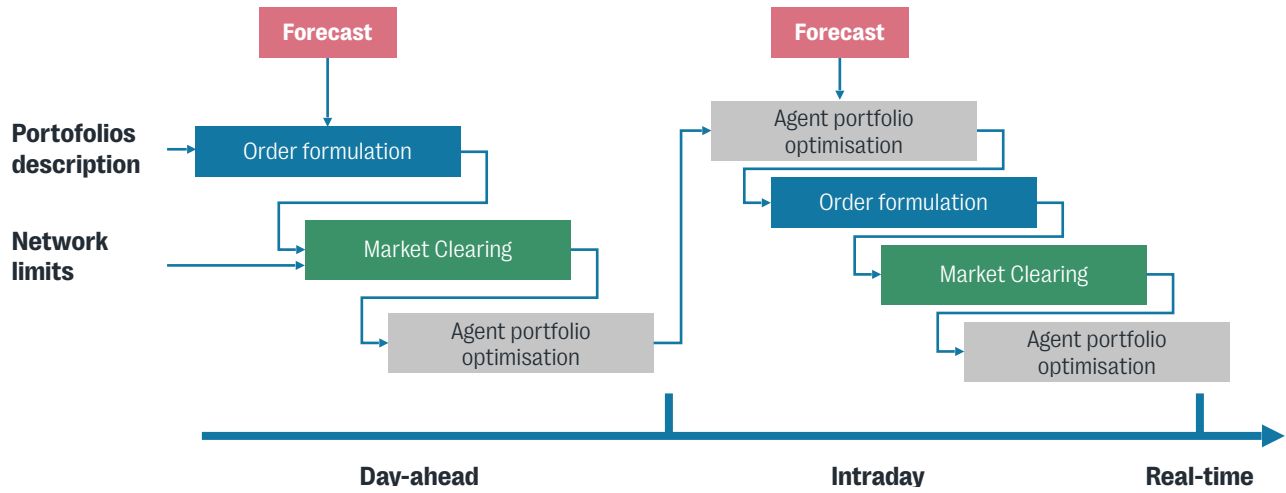 Forecast
Forecast
Portofolios
description
Order formulation
Agent portfolio
optimisation
Order formulation
Network
limits
Market Clearing
Market Clearing
Agent portfolio
optimisation
Agent portfolio
optimisation
Day-ahead
Intraday
Real-time